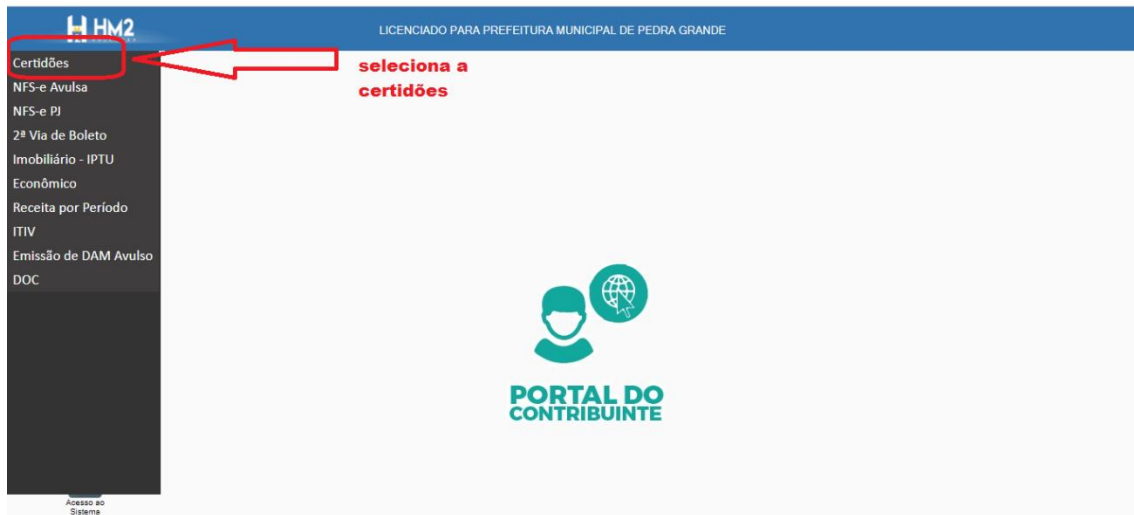 HM2
LICENCIADO PARA PREFEITURA MUNICIPAL DE PEDRA GRANDE
Certidões
NFS-e Avulsa
NFS-e PJ
2ª Via de Boleto
Imobiliário - IPTU
Econômico
Receita por Período
ITIV
Emissão de DAM Avulso
DOC
seleciona a
certidões
PORTAL DO
CONTRIBUINTE
Acesso ao
Sistema